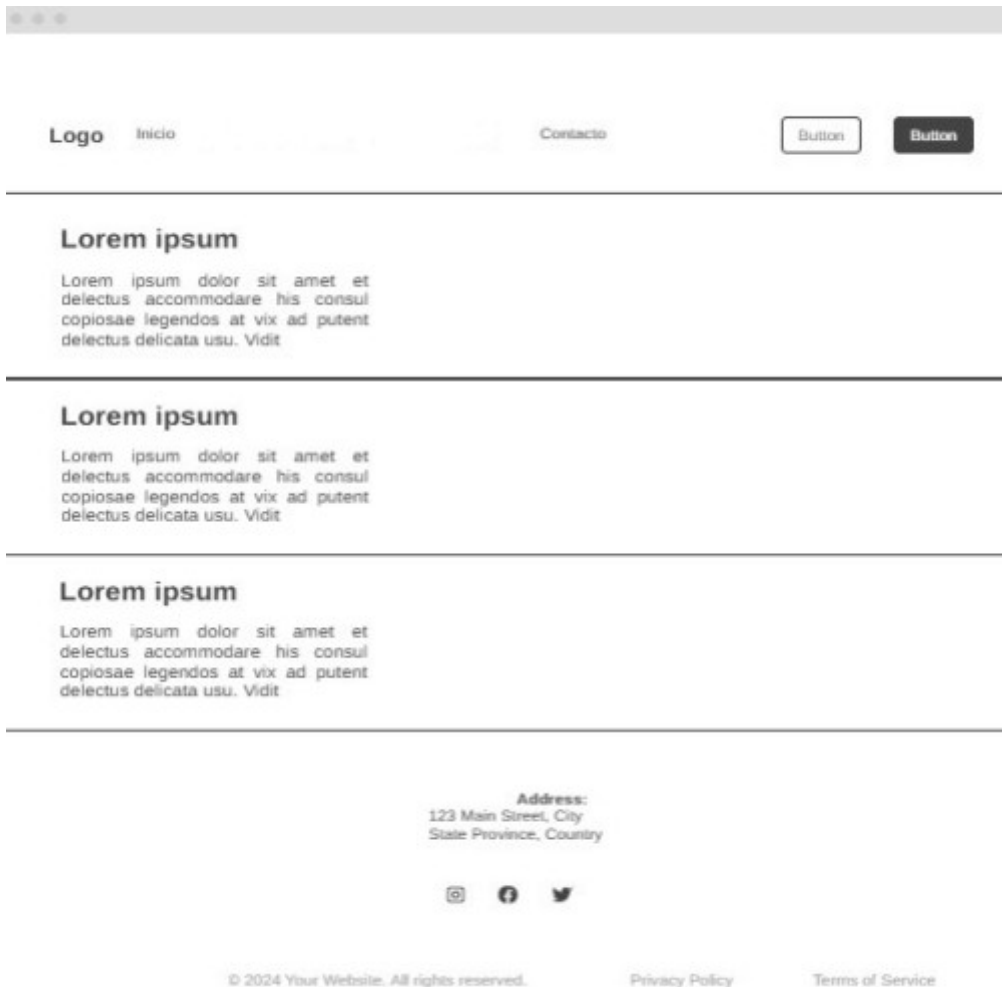 Logo Inicio Contacto Button Button
Lorem ipsum
Lorem ipsum dolor sit amet et
delectus accommodare his consul
copiosae legendos at vix ad putent
delectus delicata usu. Vidit
Lorem ipsum
Lorem ipsum dolor sit amet et
delectus accommodare his consul
copiosae legendos at vix ad putent
delectus delicata usu. Vidit
Lorem ipsum
Lorem ipsum dolor sit amet et
delectus accommodare his consul
copiosae legendos at vix ad putent
delectus delicata usu. Vidit
Address:
123 Main Street, City
State Province, Country
© 2024 Your Website. All rights reserved. Privacy Policy Terms of Service